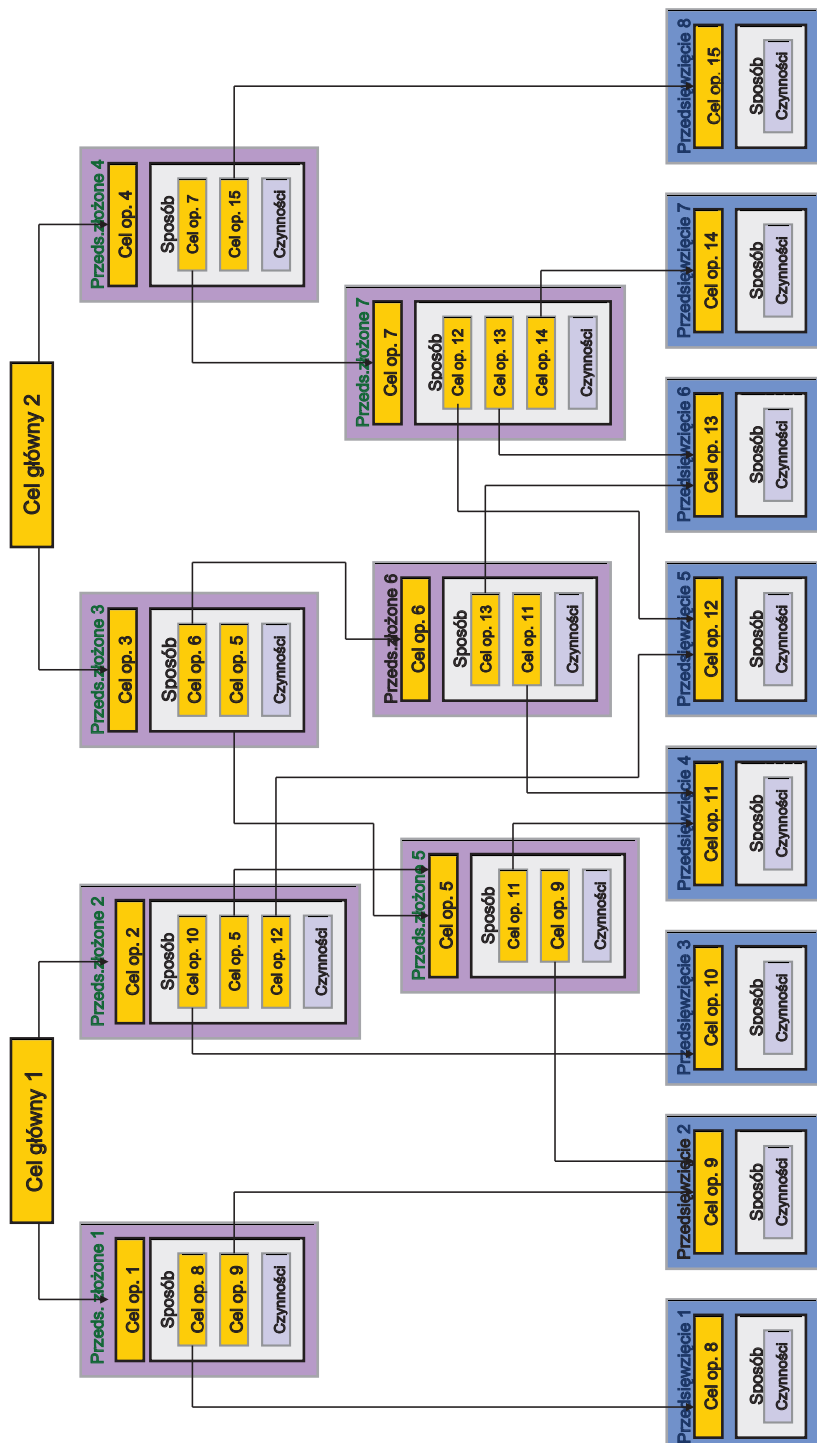 Cel główny 1
Cel główny 2
Przeds. złożone 1
Cel op. 1
Sposób
Cel op. 8
Cel op. 9
Czynności
Przeds.złożone 2
Cel op. 2
Sposób
Cel op. 10
Cel op. 5
Cel op. 12
Czynności
Przeds.złożone 3
Cel op. 3
Sposób
Cel op. 6
Cel op. 5
Czynności
Przeds.złożone 4
Cel op. 4
Sposób
Cel op. 7
Cel op. 15
Czynności
Przeds.złożone 5
Cel op. 5
Sposób
Cel op. 11
Cel op. 9
Czynności
Przeds.złożone 6
Cel op. 6
Sposób
Cel op. 13
Cel op. 11
Czynności
Przeds.złożone 7
Cel op. 7
Sposób
Cel op. 12
Cel op. 13
Cel op. 14
Czynności
Przedsięwzięcie 1
Cel op. 8
Sposób
Czynności
Przedsięwzięcie 2
Cel op. 9
Sposób
Czynności
Przedsięwzięcie 3
Cel op. 10
Sposób
Czynności
Przedsięwzięcie 4
Cel op. 11
Sposób
Czynności
Przedsięwzięcie 5
Cel op. 12
Sposób
Czynności
Przedsięwzięcie 6
Cel op. 13
Sposób
Czynności
Przedsięwzięcie 7
Cel op. 14
Sposób
Czynności
Przedsięwzięcie 8
Cel op. 15
Sposób
Czynności